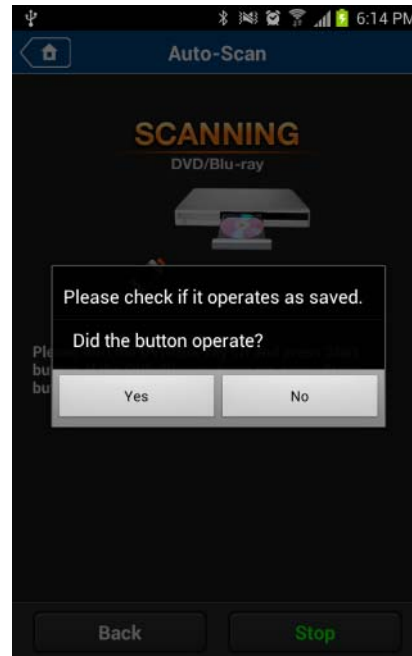 6:14 PM
Auto-Scan
SCANNING
DVD/Blu-ray
Please check if it operates as saved.
Did the button operate?
Yes
No
Back
Stop